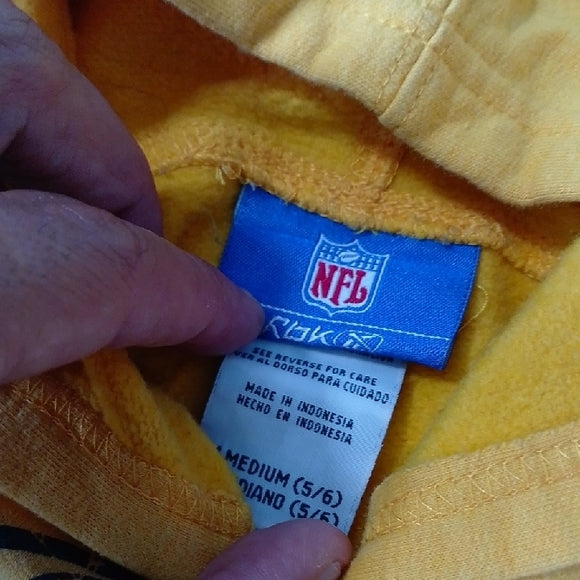 NFL
RBK
SEE REVERSE FOR CARE
VER AL DORSO PARA CUIDADO
MADE IN INDONESIA
HECHO EN INDONESIA
MEDIUM (5/6)
DIANO (5/6)